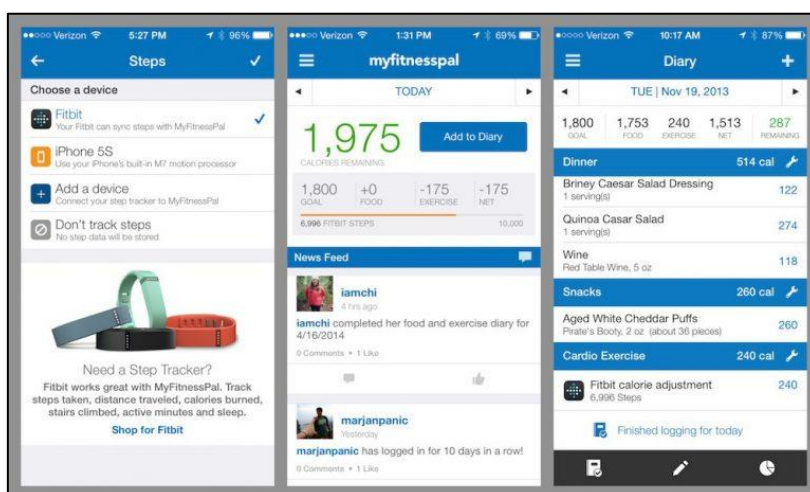 Verizon 5:27 PM 96%
Steps
Choose a device
Fitbit
Your Fitbit can sync steps with MyFitnessPal
iPhone 5S
Use your iPhone's built-in M7 motion processor
Add a device
Connect your step tracker to MyFitnessPal
Don't track steps
No step data will be stored
Need a Step Tracker?
Fitbit works great with MyFitnessPal. Track
steps taken, distance traveled, calories burned,
stairs climbed, active minutes and sleep.
Shop for Fitbit
Verizon 1:31 PM 69%
myfitnesspal
TODAY
1,975
CALORIES REMAINING
Add to Diary
1,800 +0 -175 -175
GOAL FOOD EXERCISE NET
6,996 FITBIT STEPS 10,000
News Feed
iamchi
4 hrs ago
iamchi completed her food and exercise diary for
4/16/2014
0 Comments • 1 Like
marjanpanic
Yesterday
marjanpanic has logged in for 10 days in a row!
0 Comments • 1 Like
Verizon 10:17 AM 87%
Diary
TUE | Nov 19, 2013
1,800 1,753 240 1,513 287
GOAL FOOD EXERCISE NET REMAINING
Dinner 514 cal
Briney Caesar Salad Dressing 122
1 serving(s)
Quinoa Casar Salad 274
1 serving(s)
Wine 118
Red Table Wine, 5 oz
Snacks 260 cal
Aged White Cheddar Puffs 260
Pirate's Booty, 2 oz (about 36 pieces)
Cardio Exercise 240 cal
Fitbit calorie adjustment 240
6,996 Steps
Finished logging for today